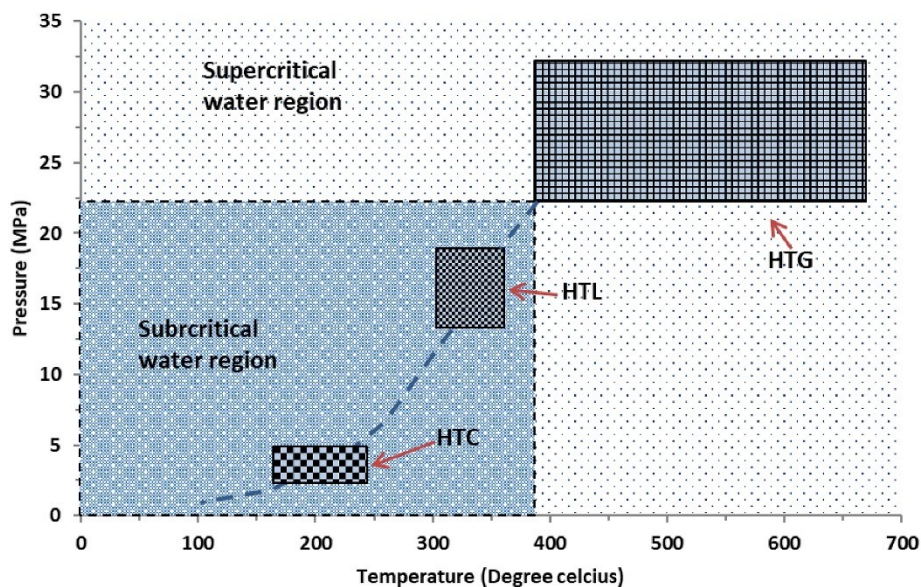 35
30
25
20
15
10
5
0
Pressure (MPa)
Supercritical
water region
Subrcritical
water region
HTG
HTL
HTC
0 100 200 300 400 500 600 700
Temperature (Degree celcius)